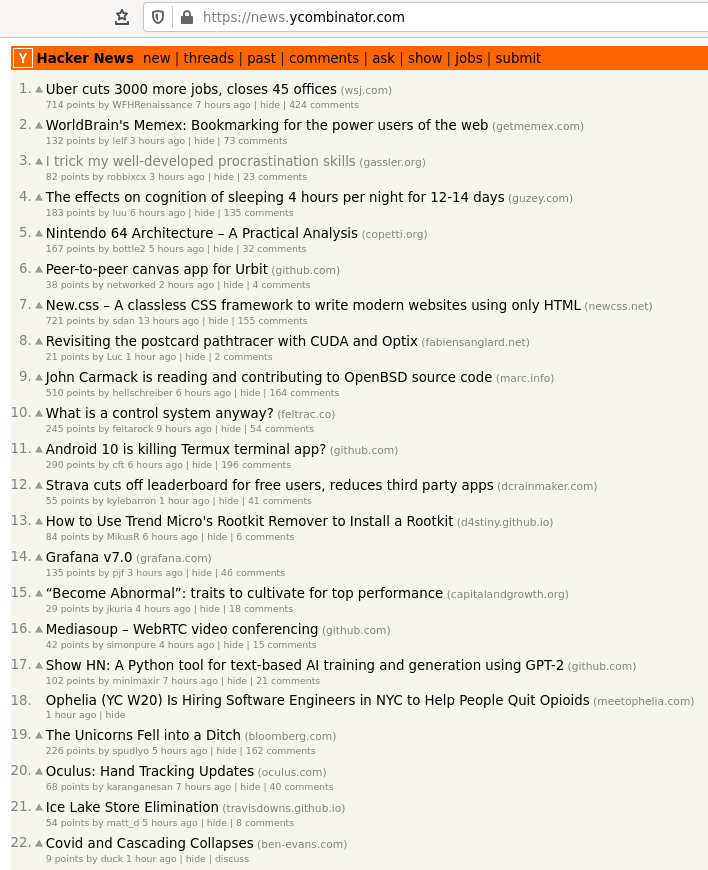 https://news.ycombinator.com
Y Hacker News new | threads | past | comments | ask | show | jobs | submit
1. Uber cuts 3000 more jobs, closes 45 offices (wsj.com)
714 points by WFHRenaissance 7 hours ago | hide | 424 comments
2. WorldBrain's Memex: Bookmarking for the power users of the web (getmemex.com)
132 points by lelf 3 hours ago | hide | 73 comments
3. I trick my well-developed procrastination skills (gassler.org)
82 points by robbixcx 3 hours ago | hide | 23 comments
4. The effects on cognition of sleeping 4 hours per night for 12-14 days (guzey.com)
183 points by luu 6 hours ago | hide | 135 comments
5. Nintendo 64 Architecture – A Practical Analysis (copetti.org)
167 points by bottle2 5 hours ago | hide | 32 comments
6. Peer-to-peer canvas app for Urbit (github.com)
38 points by networked 2 hours ago | hide | 4 comments
7. New.css – A classless CSS framework to write modern websites using only HTML (newcss.net)
721 points by sdan 13 hours ago | hide | 155 comments
8. Revisiting the postcard pathtracer with CUDA and Optix (fabiensanglard.net)
21 points by Luc 1 hour ago | hide | 2 comments
9. John Carmack is reading and contributing to OpenBSD source code (marc.info)
510 points by hellschreiber 6 hours ago | hide | 164 comments
10. What is a control system anyway? (feltrac.co)
245 points by feltarock 9 hours ago | hide | 54 comments
11. Android 10 is killing Termux terminal app? (github.com)
290 points by cft 6 hours ago | hide | 196 comments
12. Strava cuts off leaderboard for free users, reduces third party apps (dcrainmaker.com)
55 points by kylebarron 1 hour ago | hide | 41 comments
13. How to Use Trend Micro's Rootkit Remover to Install a Rootkit (d4stiny.github.io)
84 points by MikusR 6 hours ago | hide | 6 comments
14. Grafana v7.0 (grafana.com)
135 points by pjf 3 hours ago | hide | 46 comments
15. “Become Abnormal”: traits to cultivate for top performance (capitalandgrowth.org)
29 points by jkuria 4 hours ago | hide | 18 comments
16. Mediasoup – WebRTC video conferencing (github.com)
42 points by simonpure 4 hours ago | hide | 15 comments
17. Show HN: A Python tool for text-based AI training and generation using GPT-2 (github.com)
102 points by minimaxir 7 hours ago | hide | 21 comments
18. Ophelia (YC W20) Is Hiring Software Engineers in NYC to Help People Quit Opioids (meetophelia.com)
1 hour ago | hide
19. The Unicorns Fell into a Ditch (bloomberg.com)
226 points by spudlyo 5 hours ago | hide | 162 comments
20. Oculus: Hand Tracking Updates (oculus.com)
68 points by karanganesan 7 hours ago | hide | 40 comments
21. Ice Lake Store Elimination (travisdowns.github.io)
54 points by matt_d 5 hours ago | hide | 8 comments
22. Covid and Cascading Collapses (ben-evans.com)
9 points by duck 1 hour ago | hide | discuss